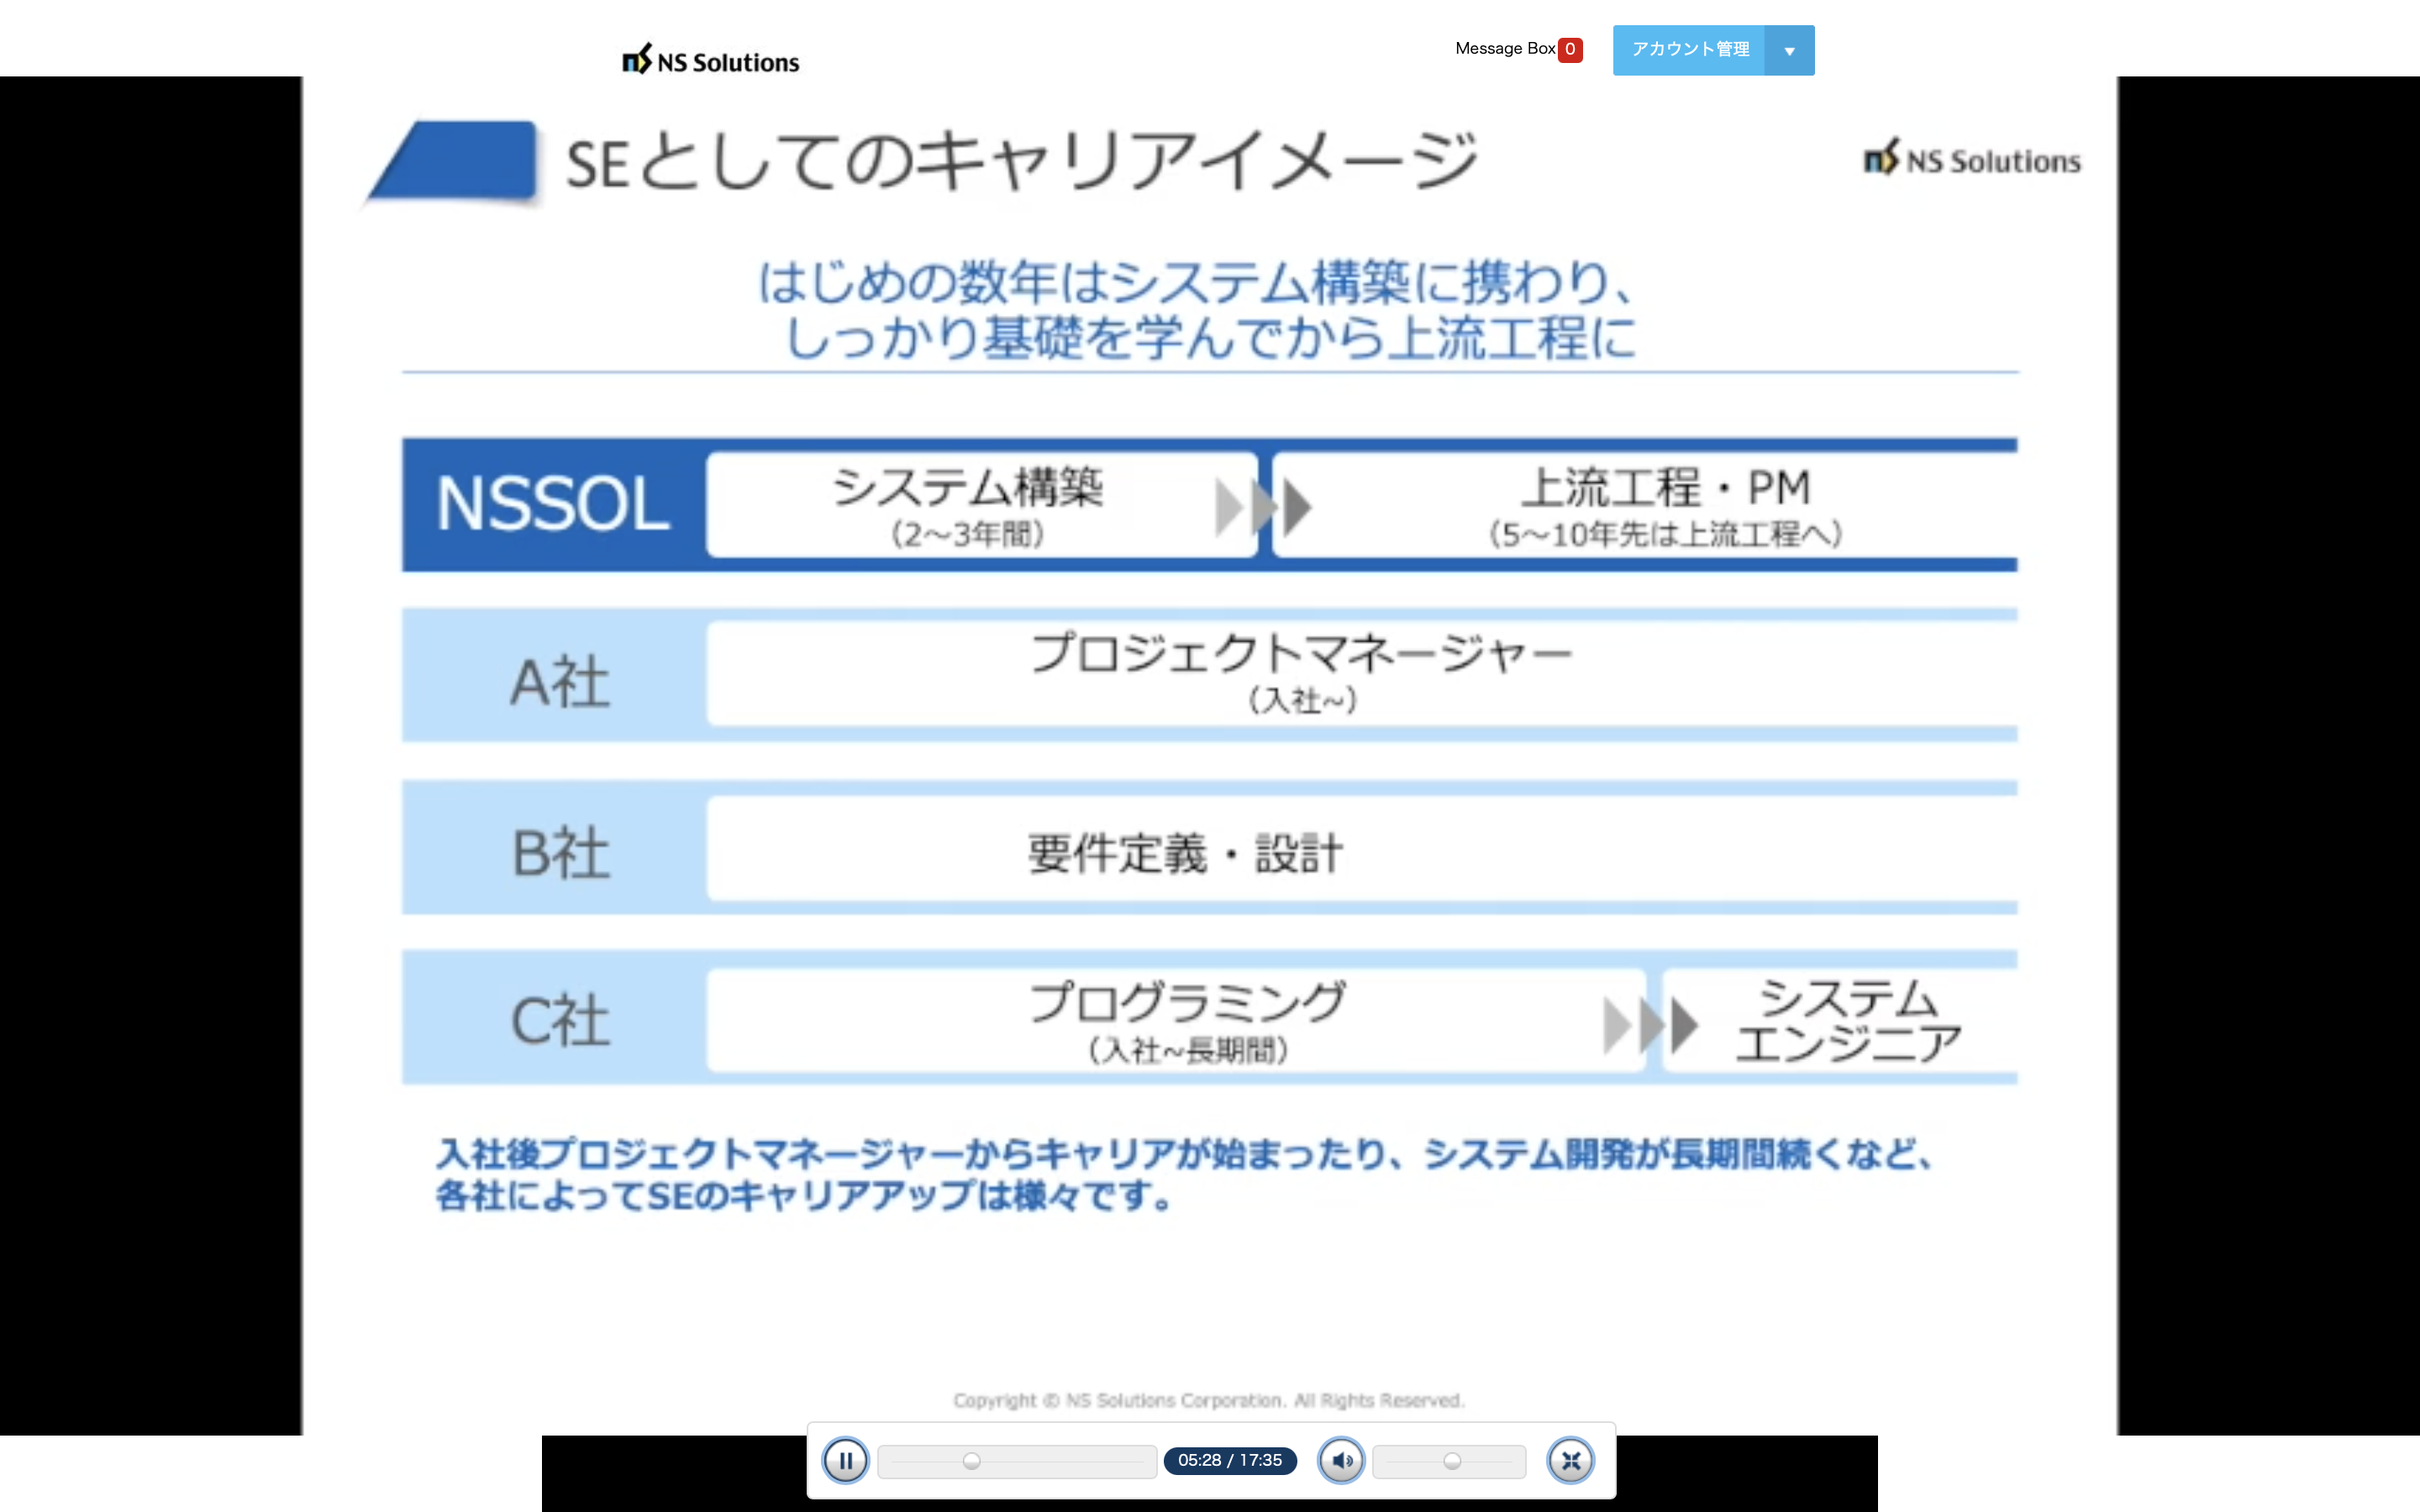 NS Solutions
Message Box 0
アカウント管理
SEとしてのキャリアイメージ
NS Solutions
はじめの数年はシステム構築に携わり、
しっかり基礎を学んでから上流工程に
NSSOL
システム構築
（2～3年間）
上流工程・PM
（5～10年先は上流工程へ）
A社
プロジェクトマネージャー
（入社~）
B社
要件定義・設計
C社
プログラミング
（入社~長期間）
システム
エンジニア
入社後プロジェクトマネージャーからキャリアが始まったり、システム開発が長期間続くなど、
各社によってSEのキャリアアップは様々です。
Copyright © NS Solutions Corporation. All Rights Reserved.
05:28 / 17:35